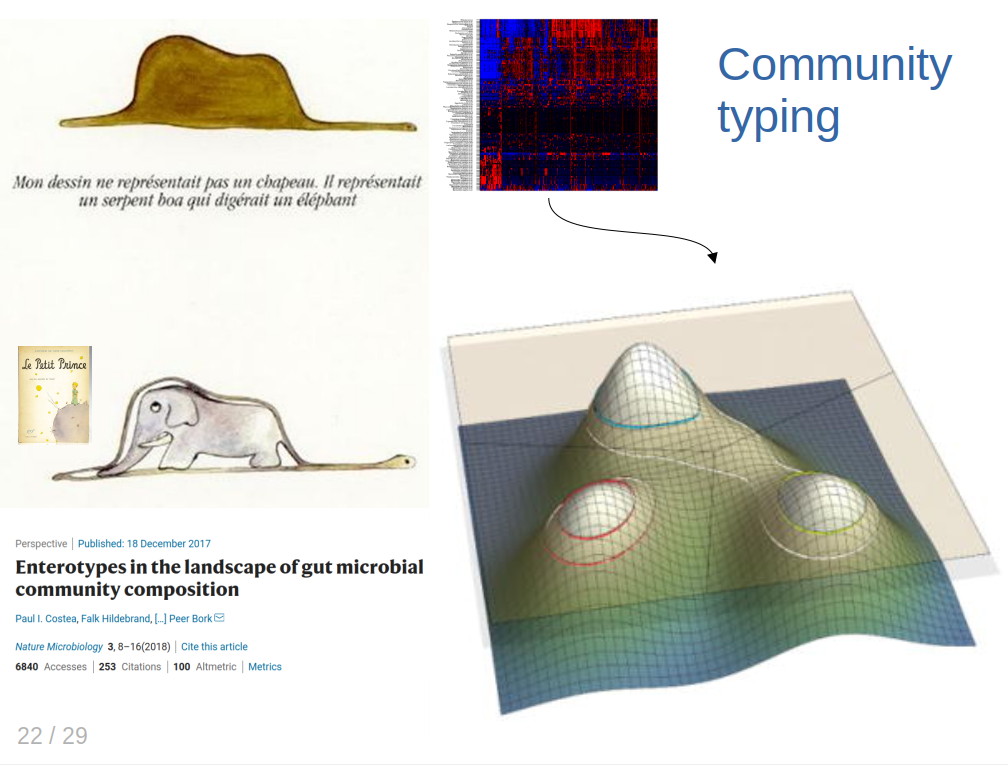 Community
typing
Mon dessin ne représentait pas un chapeau. Il représentait
un serpent boa qui digérait un éléphant
Le Petit Prince
Perspective | Published: 18 December 2017
Enterotypes in the landscape of gut microbial
community composition
Paul I. Costea, Falk Hildebrand, [...] Peer Bork
Nature Microbiology 3, 8–16(2018) | Cite this article
6840 Accesses | 253 Citations | 100 Altmetric | Metrics
22 / 29